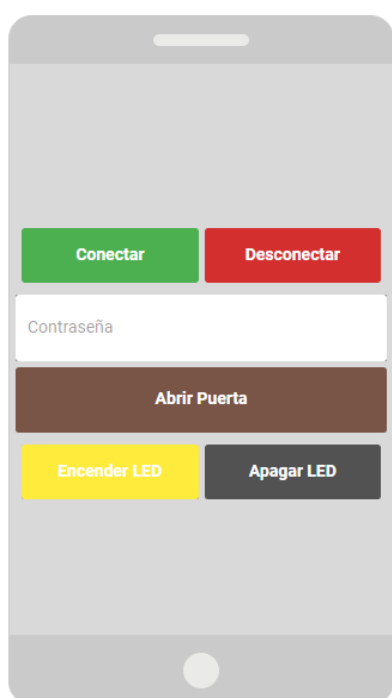 Conectar
Desconectar
Contraseña
Abrir Puerta
Encender LED
Apagar LED